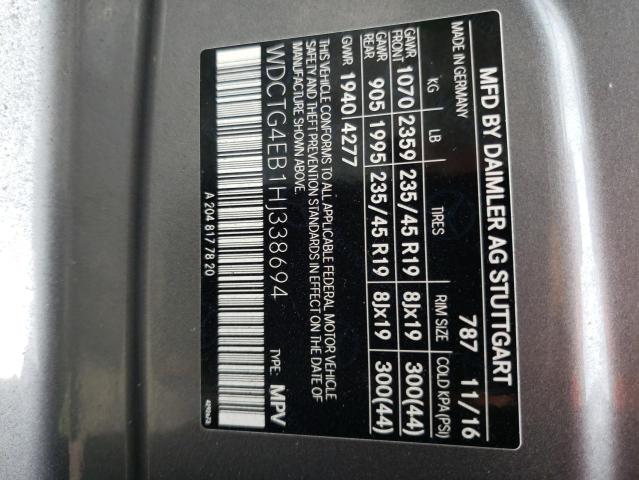 MFD BY DAIMLER AG STUTTGART
MADE IN GERMANY 787 11/16
KG LB TIRES RIM SIZE COLD KPA(PSI)
GAWR FRONT 1070 2359 235/45 R19 8Jx19 300(44)
GAWR REAR 905 1995 235/45 R19 8Jx19 300(44)
GVWR 1940 4277
THIS VEHICLE CONFORMS TO ALL APPLICABLE FEDERAL MOTOR VEHICLE
SAFETY AND THEFT PREVENTION STANDARDS IN EFFECT ON THE DATE OF
MANUFACTURE SHOWN ABOVE.
WDCTG4EB1HJ338694 TYPE: MPV
A 204 817 78 20